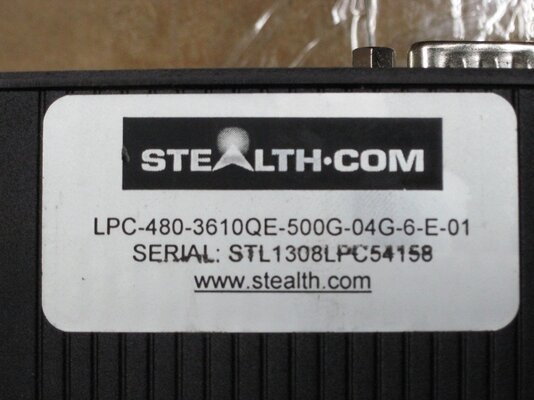 STEALTH·COM
LPC-480-3610QE-500G-04G-6-E-01
SERIAL: STL1308LPC54158
www.stealth.com